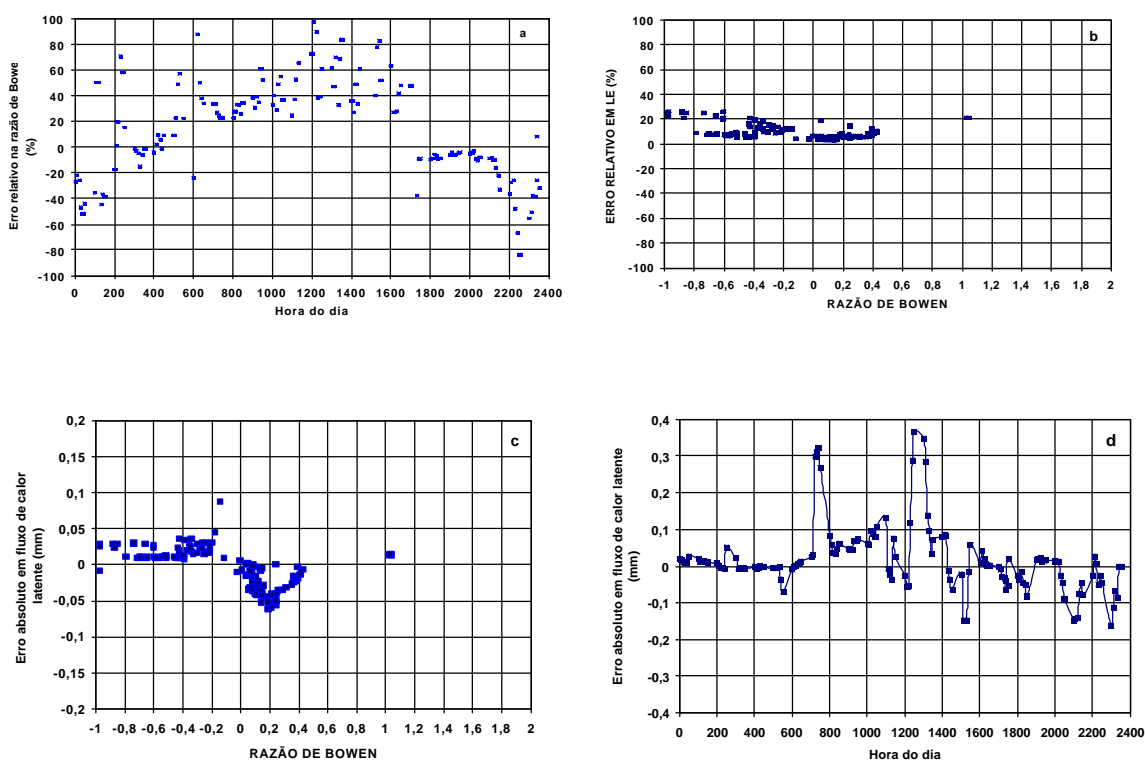 a
Erro relativo na razão de Bowe
(%)
100
80
60
40
20
0
-20
-40
-60
-80
-100
0 200 400 600 800 1000 1200 1400 1600 1800 2000 2200 2400
Hora do dia
b
ERRO RELATIVO EM LE (%)
100
80
60
40
20
0
-20
-40
-60
80
-100
-1 -0,8 -0,6 -0,4 -0,2 0 0,2 0,4 0,6 0,8 1 1,2 1,4 1,6 1,8 2
RAZÃO DE BOWEN
c
Erro absoluto em fluxo de calor
latente (mm)
0,2
0,15
0,1
0,05
0
-0,05
-0,1
-0,15
-0,2
-1 -0,8 -0,6 -0,4 -0,2 0 0,2 0,4 0,6 0,8 1 1,2 1,4 1,6 1,8 2
RAZÃO DE BOWEN
d
Erro absoluto em fluxo de calor latente
(mm)
0,4
0,3
0,2
0,1
0
-0,1
-0,2
-0,3
-0,4
0 200 400 600 800 1000 1200 1400 1600 1800 2000 2200 2400
Hora do dia